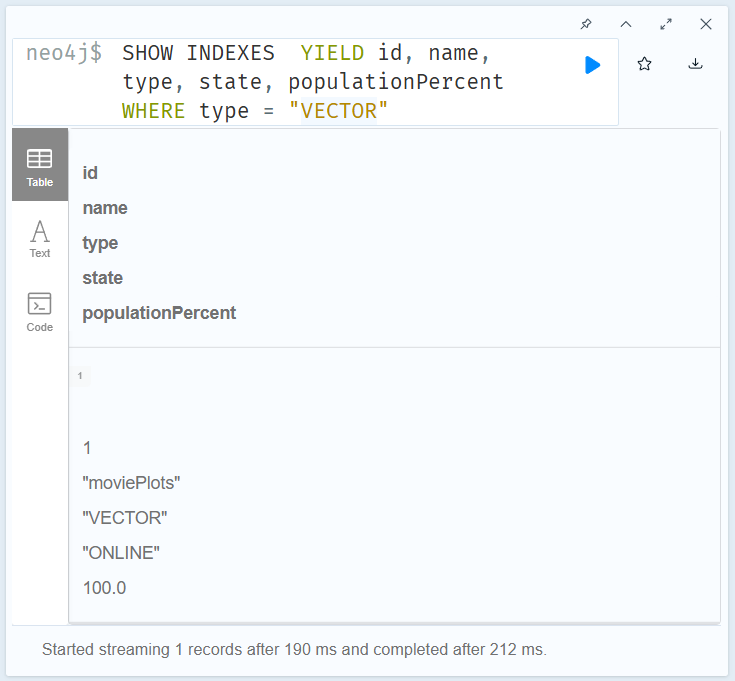 neo4j$ SHOW INDEXES  YIELD id, name,
type, state, populationPercent
WHERE type = "VECTOR"
Table
Text
Code
id
name
type
state
populationPercent
1
1
"moviePlots"
"VECTOR"
"ONLINE"
100.0
Started streaming 1 records after 190 ms and completed after 212 ms.